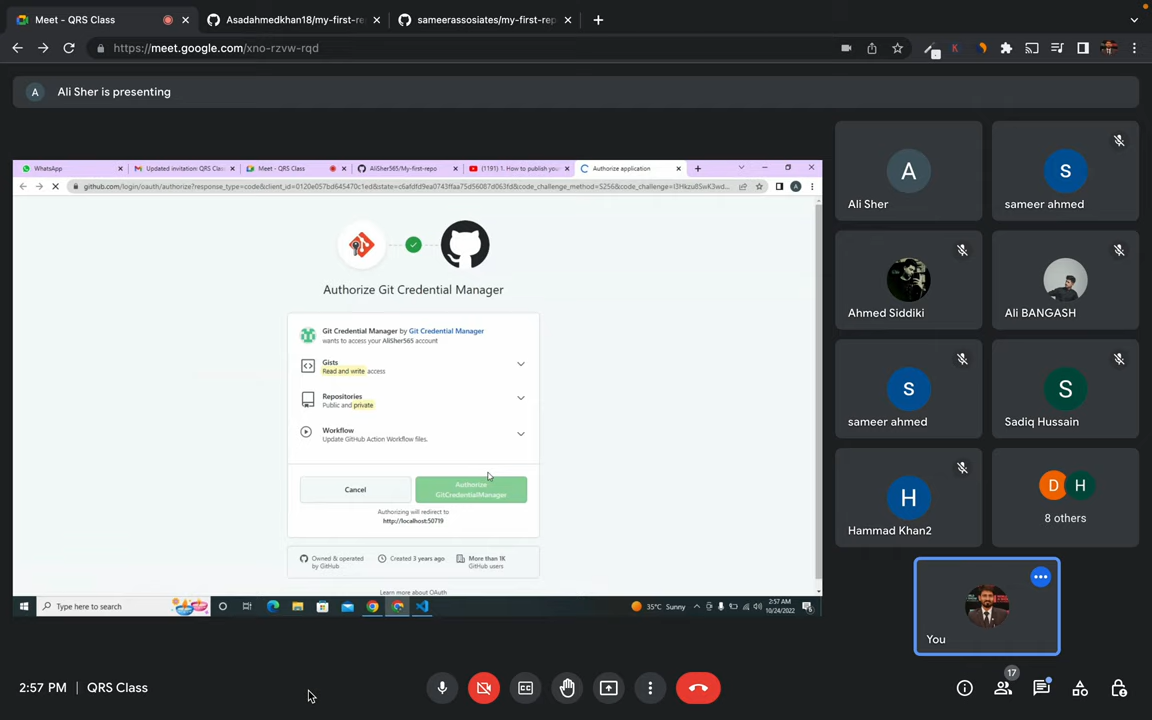 Meet - QRS Class
Asadahmedkhan18/my-first-re
sameerassosiates/my-first-rep
https://meet.google.com/xno-rzvw-rqd
K
A Ali Sher is presenting
WhatsApp
Updated invitation: QRS Clas
Meet - QRS Class
AliSher565/My-first-repo
(1191) 1. How to publish you
Authorize application
A
Authorize Git Credential Manager
Git Credential Manager by Git Credential Manager
wants to access your AliSher565 account
Gists
Read and write access
Repositories
Public and private
Workflow
Update GitHub Action Workflow files.
Cancel
Authorize
GitCredentialManager
Authorizing will redirect to
http://localhost:50719
Owned & operated
by GitHub
Created 3 years ago
More than 1K
GitHub users
Learn more about OAuth
Type here to search
35°C Sunny
2:57 AM
10/24/2022
A
Ali Sher
s
sameer ahmed
Ahmed Siddiki
Ali BANGASH
s
sameer ahmed
S
Sadiq Hussain
H
Hammad Khan2
D H
8 others
You
2:57 PM | QRS Class
17